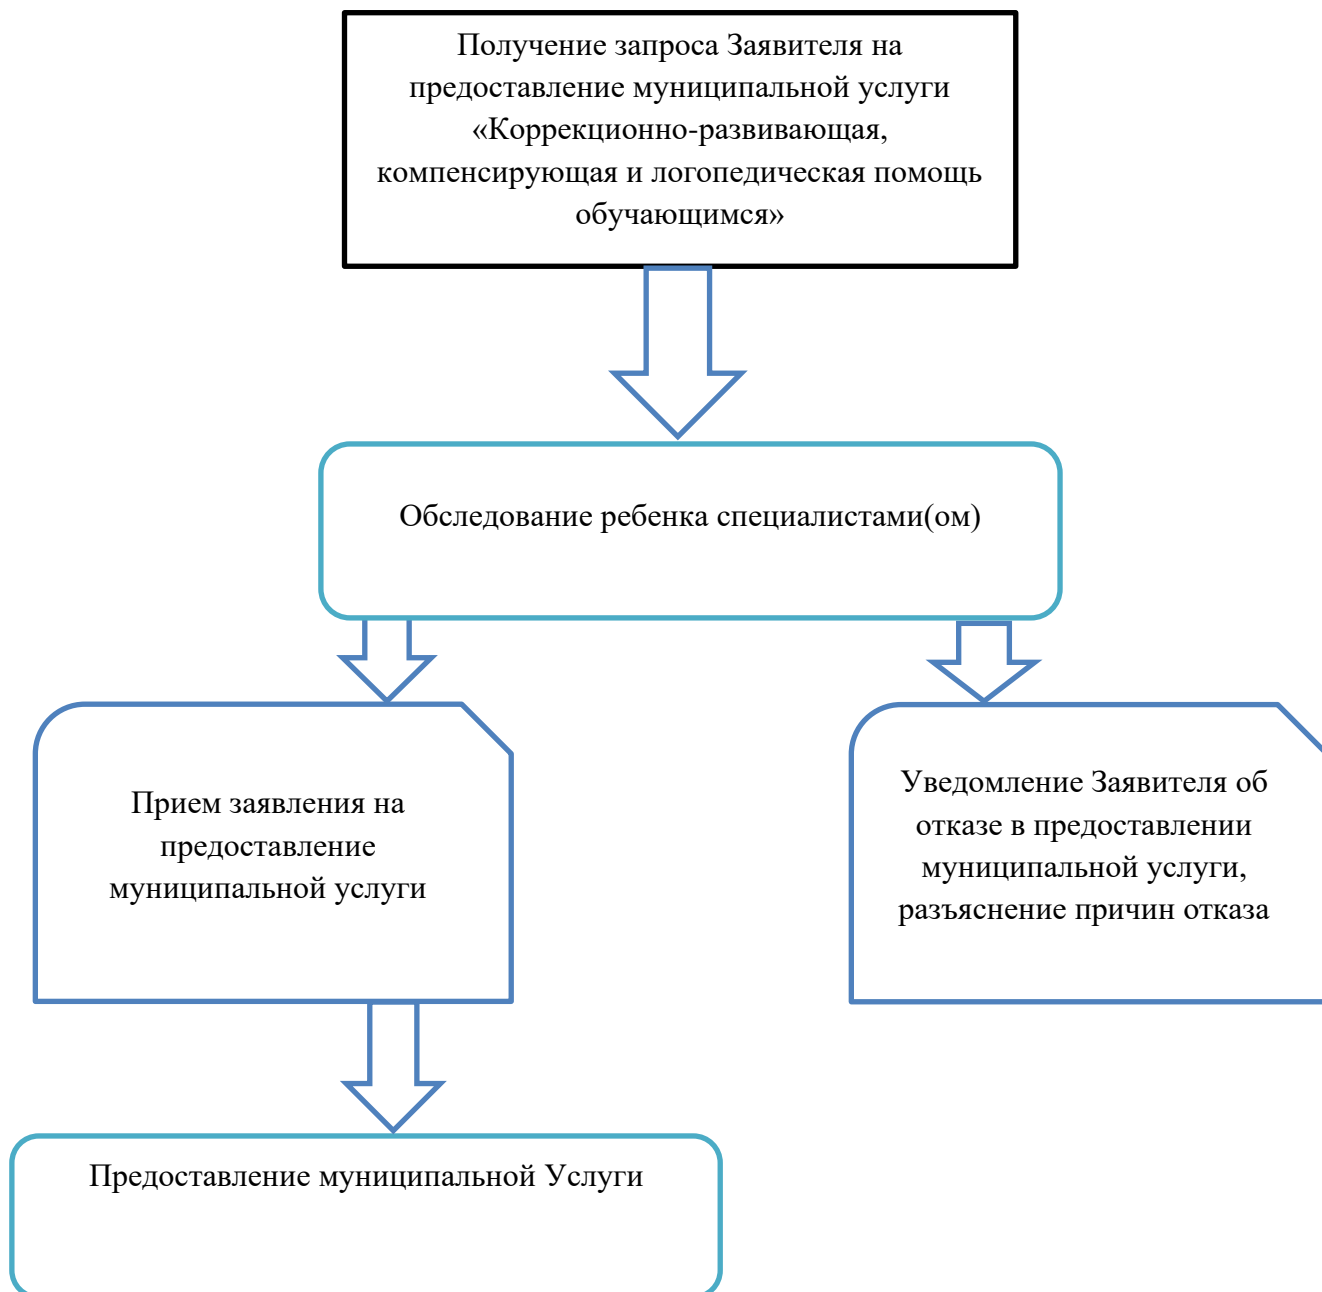 Получение запроса Заявителя на
предоставление муниципальной услуги
«Коррекционно-развивающая,
компенсирующая и логопедическая помощь
обучающимся»
Обследование ребенка специалистами(ом)
Прием заявления на
предоставление
муниципальной услуги
Уведомление Заявителя об
отказе в предоставлении
муниципальной услуги,
разъяснение причин отказа
Предоставление муниципальной Услуги